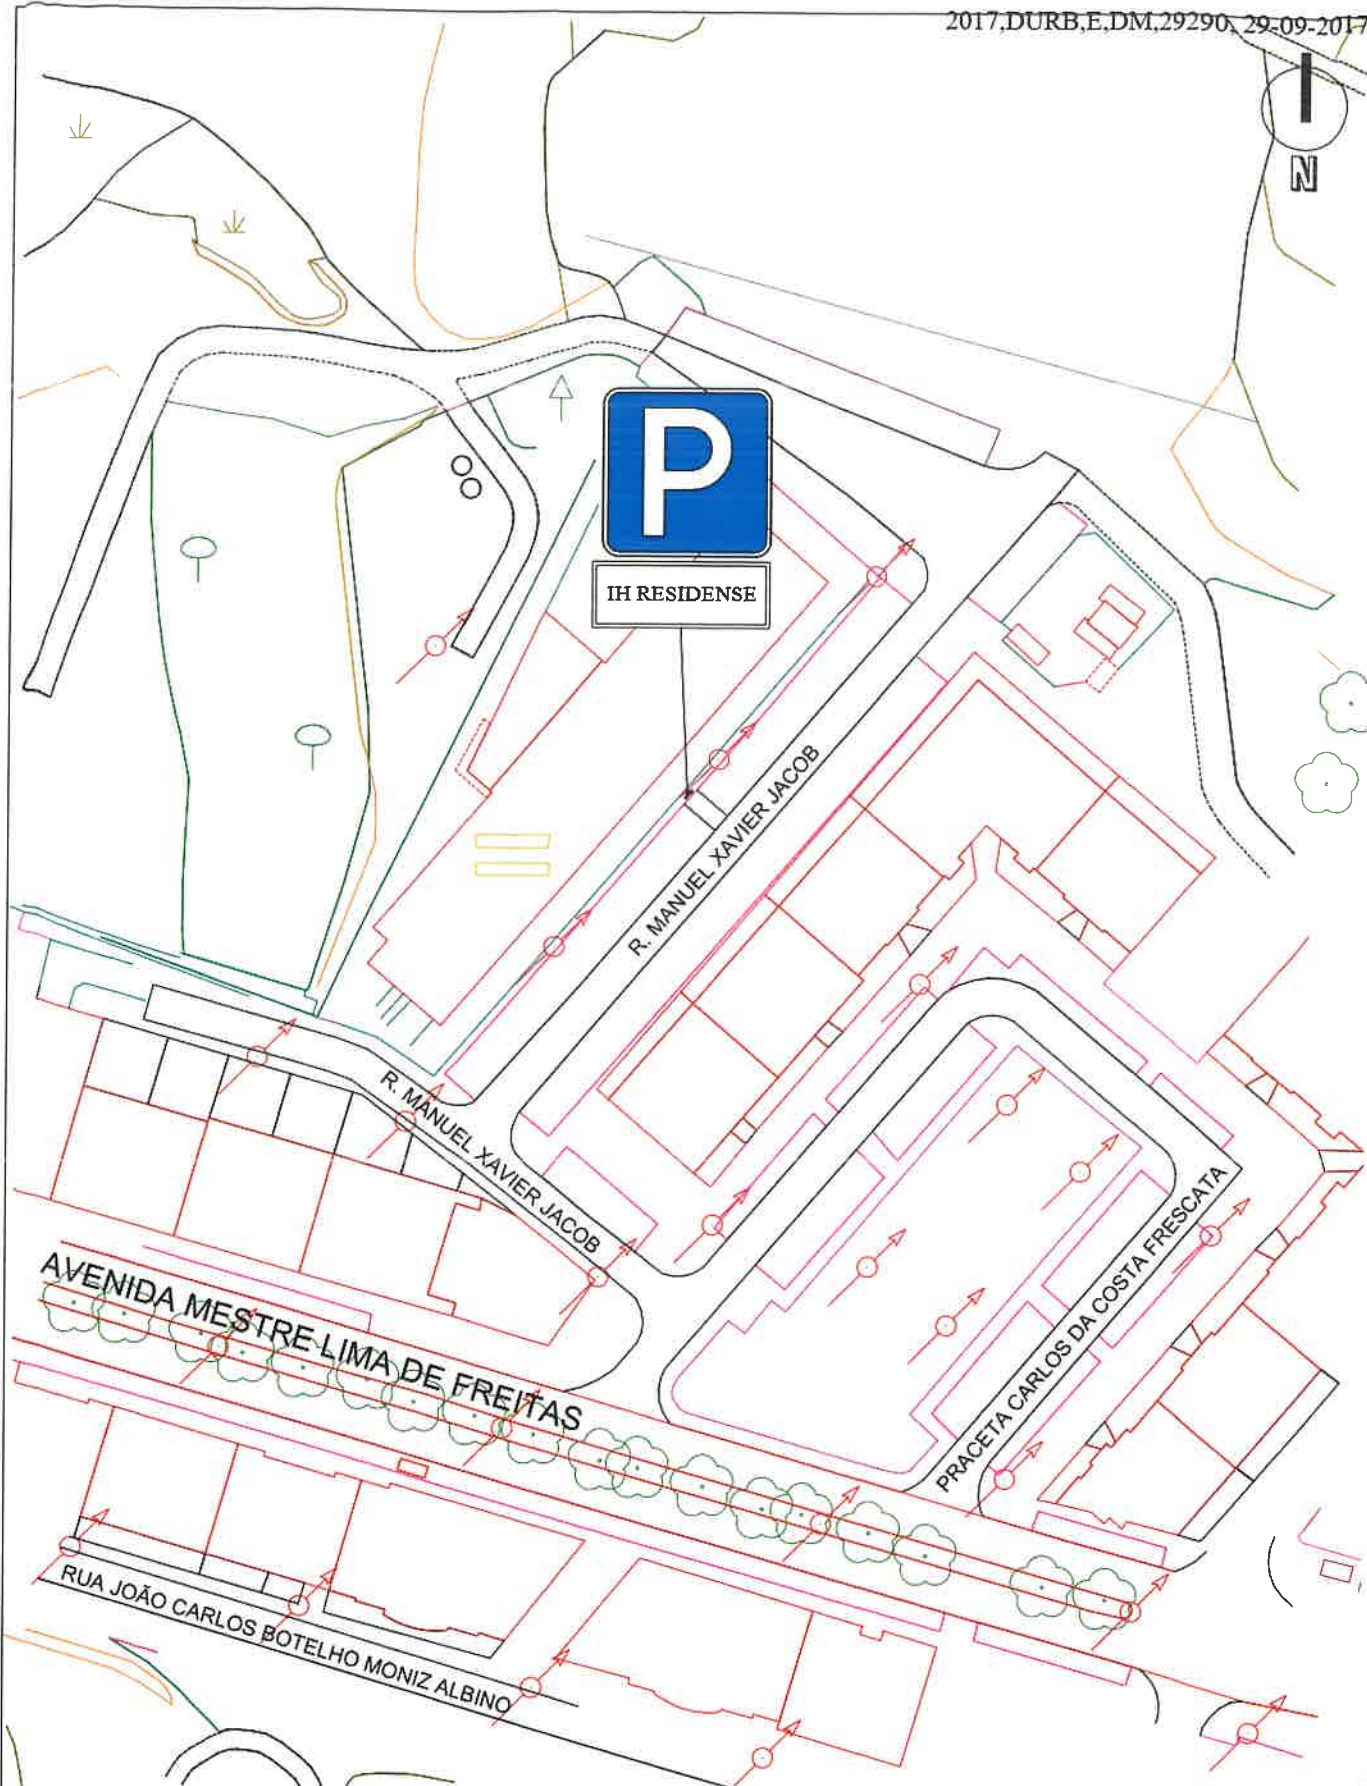 2017,DURB,E,DM,29290, 29-09-2017
N
P
IH RESIDENSE
R. MANUEL XAVIER JACOB
R. MANUEL XAVIER JACOB
AVENIDA MESTRE LIMA DE FREITAS
PRACETA CARLOS DA COSTA FRESCATA
RUA JOÃO CARLOS BOTELHO MONIZ ALBINO